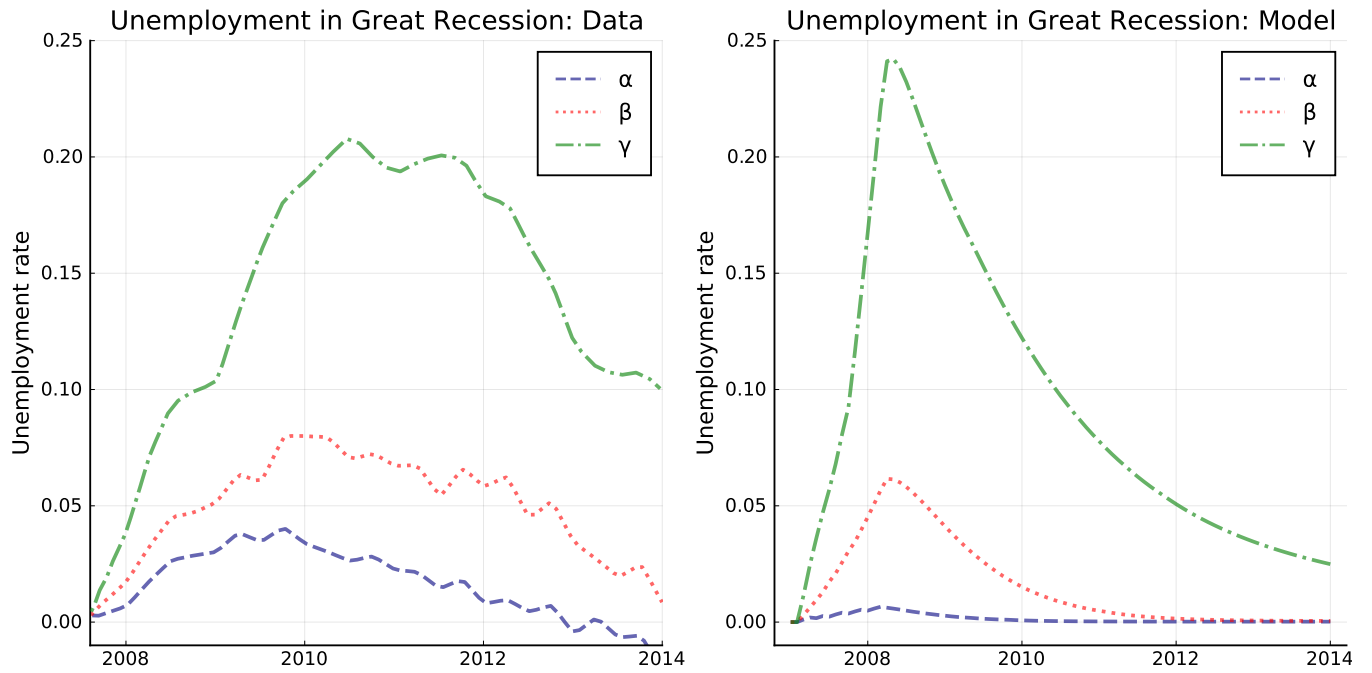 Unemployment in Great Recession: Data
Unemployment rate
0.25
0.20
0.15
0.10
0.05
0.00
2008 2010 2012 2014
α
β
γ
Unemployment in Great Recession: Model
Unemployment rate
0.25
0.20
0.15
0.10
0.05
0.00
2008 2010 2012 2014
α
β
γ